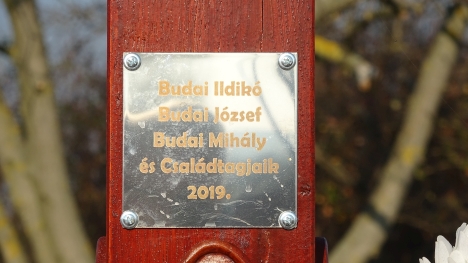 Budai Ildikó
Budai József
Budai Mihály
és Családtagjaik
2019.